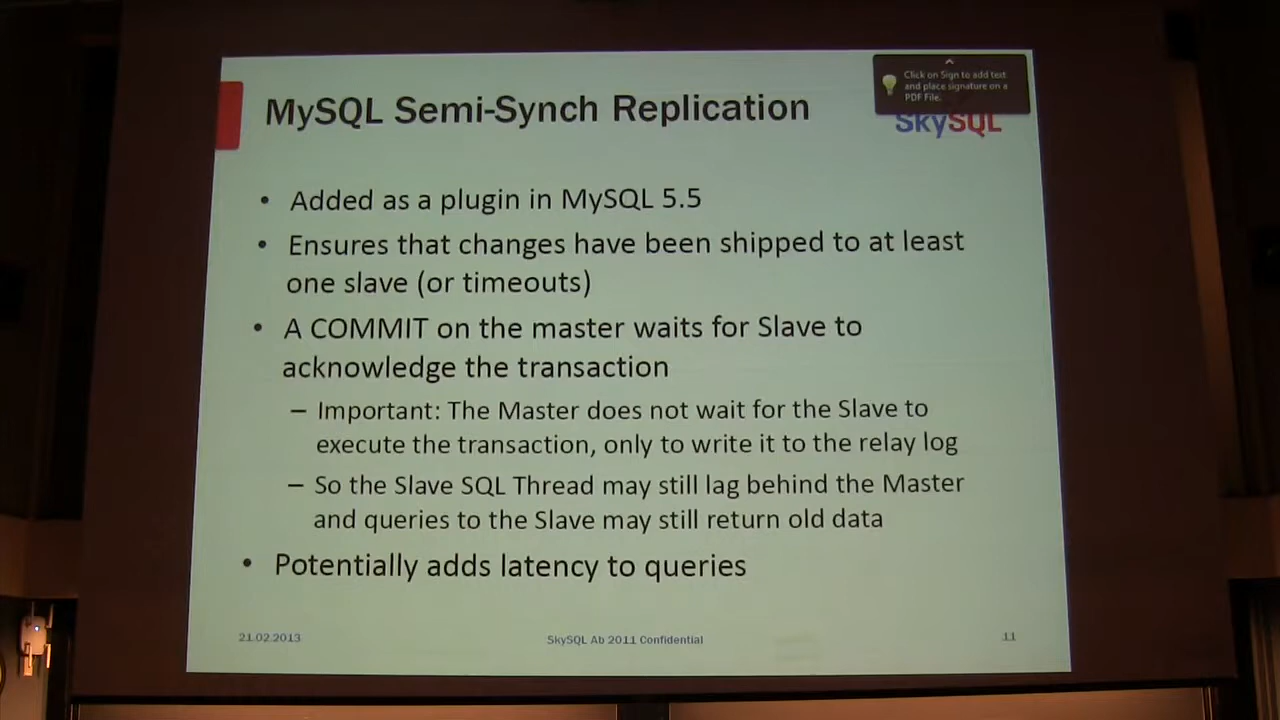 Click on Sign to add text
and place signature on a
PDF File.
MySQL Semi-Synch Replication
SkySQL
• Added as a plugin in MySQL 5.5
• Ensures that changes have been shipped to at least
one slave (or timeouts)
• A COMMIT on the master waits for Slave to
acknowledge the transaction
– Important: The Master does not wait for the Slave to
execute the transaction, only to write it to the relay log
– So the Slave SQL Thread may still lag behind the Master
and queries to the Slave may still return old data
• Potentially adds latency to queries
21.02.2013
SkySQL Ab 2011 Confidential
11